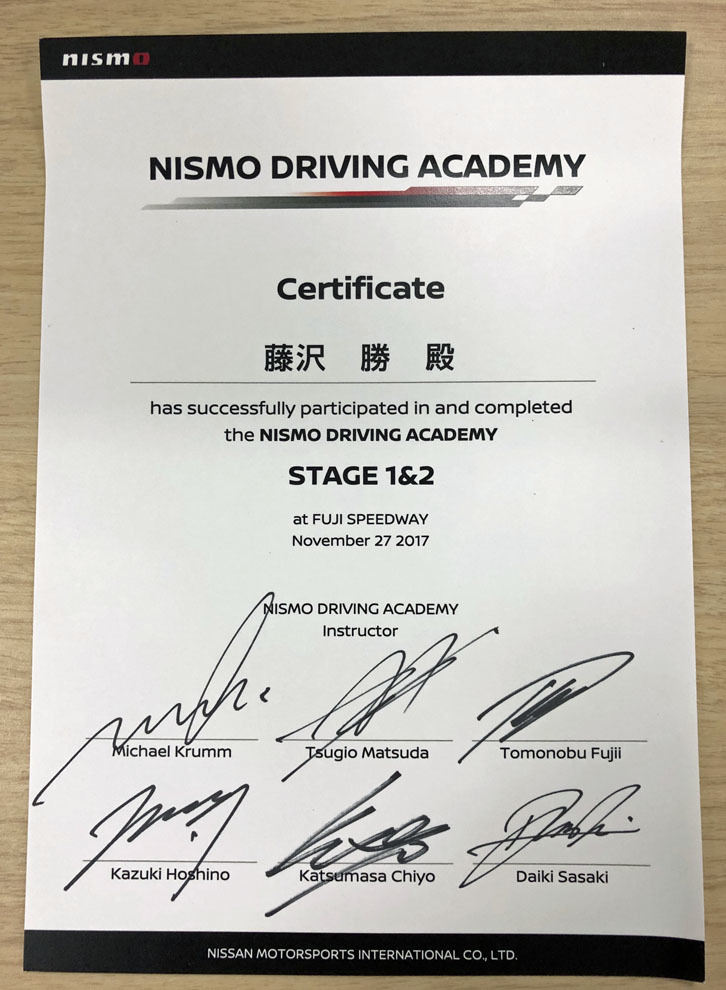 nismo
NISMO DRIVING ACADEMY
Certificate
藤沢 勝 殿
has successfully participated in and completed
the NISMO DRIVING ACADEMY
STAGE 1&2
at FUJI SPEEDWAY
November 27 2017
NISMO DRIVING ACADEMY
Instructor
Michael Krumm Tsugio Matsuda Tomonobu Fujii
Kazuki Hoshino Katsumasa Chiyo Daiki Sasaki
NISSAN MOTORSPORTS INTERNATIONAL CO., LTD.